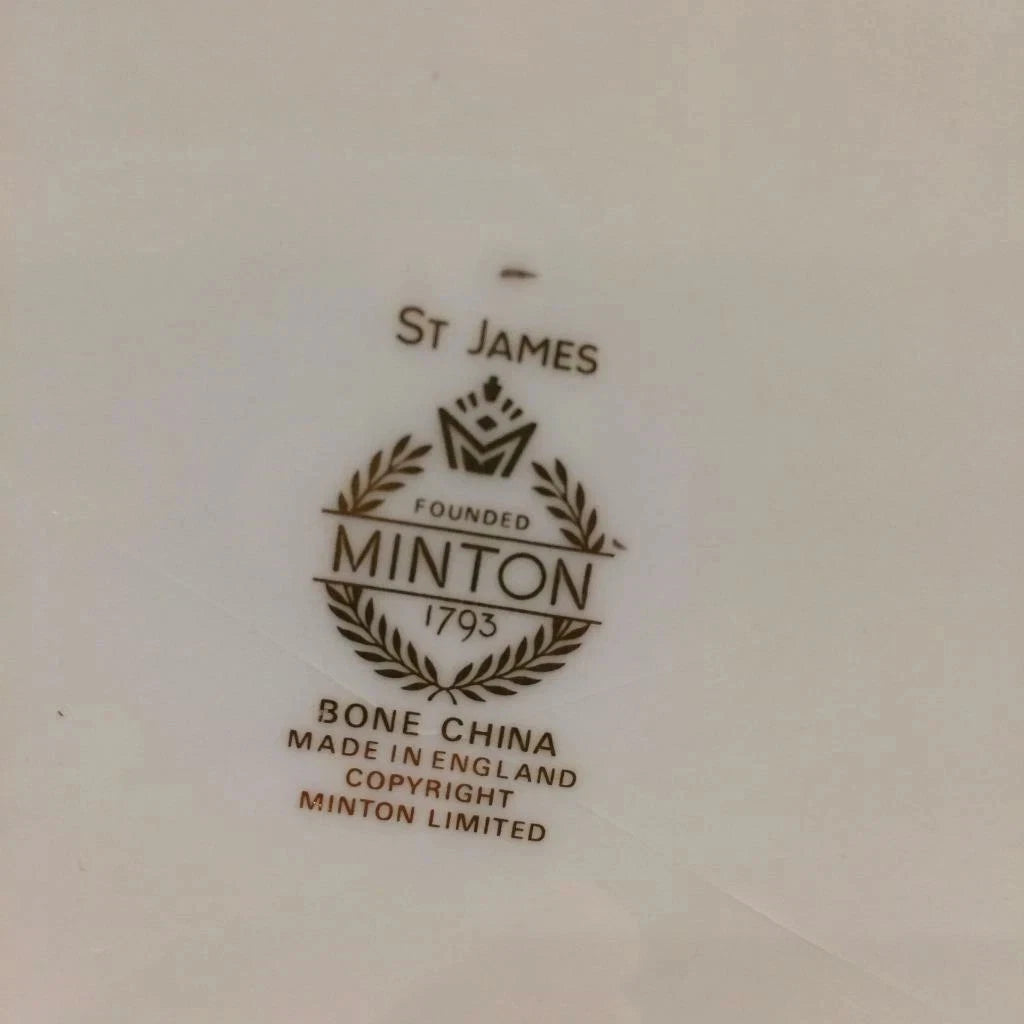 ST JAMES
FOUNDED
MINTON
1793
BONE CHINA
MADE IN ENGLAND
COPYRIGHT
MINTON LIMITED